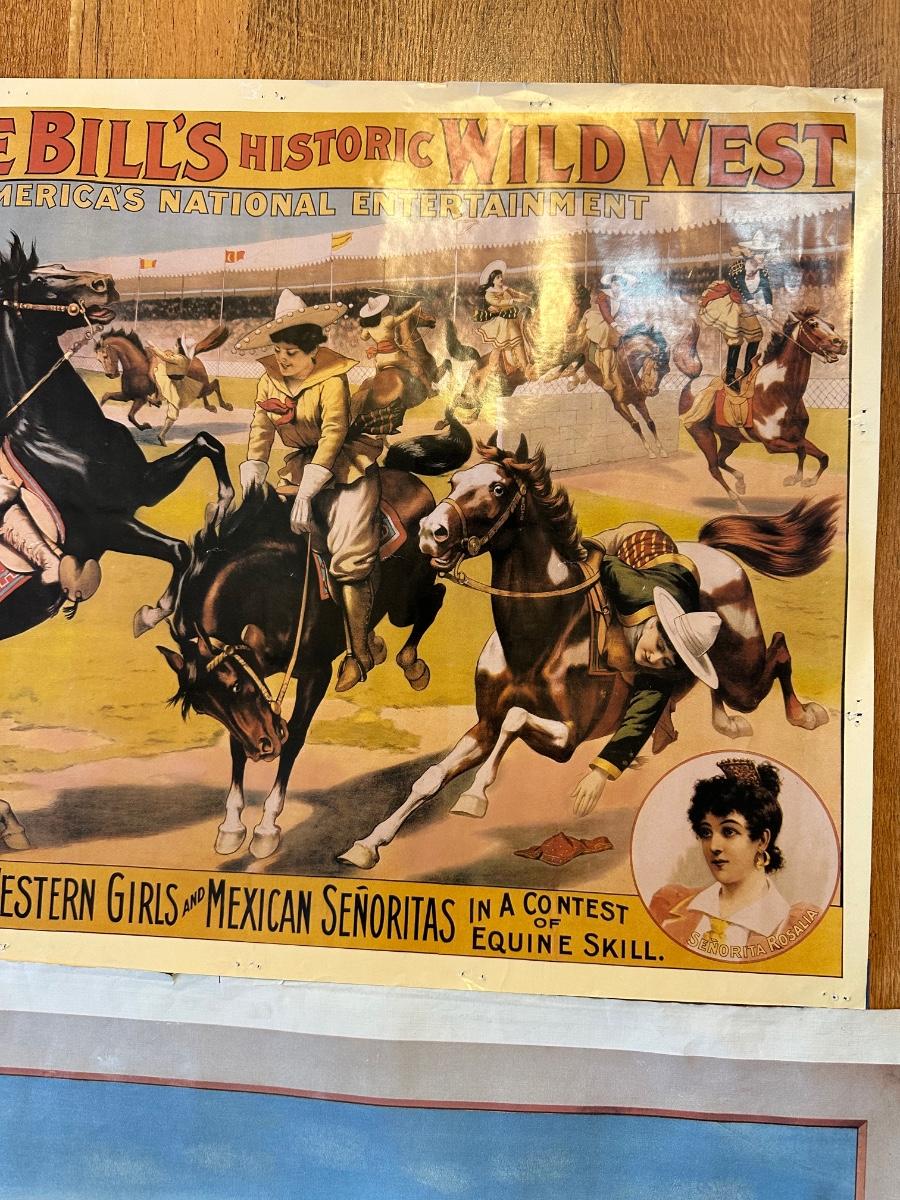 E BILL'S HISTORIC WILD WEST
MERICA'S NATIONAL ENTERTAINMENT
ESTERN GIRLS AND MEXICAN SEÑORITAS IN A CONTEST
OF
EQUINE SKILL.
SEÑORITA ROSALIA